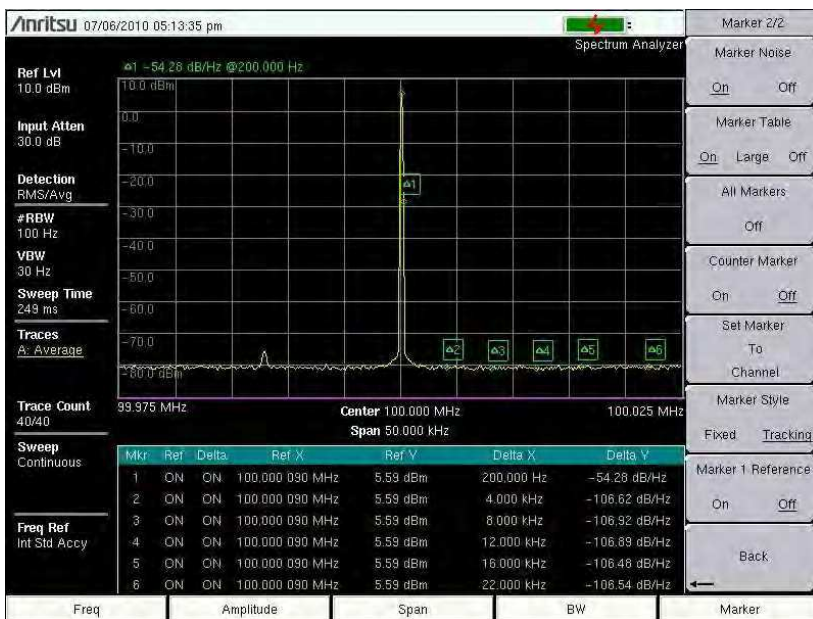 Anritsu 07/06/2010 05:13:35 pm
Spectrum Analyzer
Δ1 -54.28 dB/Hz @200.000 Hz
Ref Lvl
10.0 dBm
Input Atten
30.0 dB
Detection
RMS/Avg
#RBW
100 Hz
VBW
30 Hz
Sweep Time
249 ms
Traces
A: Average
Trace Count
40/40
Sweep
Continuous
Freq Ref
Int Std Accy
10.0 dBm
0.0
-10.0
-20.0
-30.0
-40.0
-50.0
-60.0
-70.0
-80.0 dBm
Δ1
Δ2 Δ3 Δ4 Δ5 Δ6
99.975 MHz Center 100.000 MHz 100.025 MHz
Span 50.000 kHz
Mkr Ref Delta Ref X Ref Y Delta X Delta Y
1 ON ON 100.000 090 MHz 5.59 dBm 200.000 Hz -54.28 dB/Hz
2 ON ON 100.000 090 MHz 5.59 dBm 4.000 kHz -106.62 dB/Hz
3 ON ON 100.000 090 MHz 5.59 dBm 8.000 kHz -106.92 dB/Hz
4 ON ON 100.000 090 MHz 5.59 dBm 12.000 kHz -106.89 dB/Hz
5 ON ON 100.000 090 MHz 5.59 dBm 16.000 kHz -106.48 dB/Hz
6 ON ON 100.000 090 MHz 5.59 dBm 22.000 kHz -106.54 dB/Hz
Marker 2/2
Marker Noise
On Off
Marker Table
On Large Off
All Markers
Off
Counter Marker
On Off
Set Marker
To
Channel
Marker Style
Fixed Tracking
Marker 1 Reference
On Off
Back
Freq Amplitude Span BW Marker